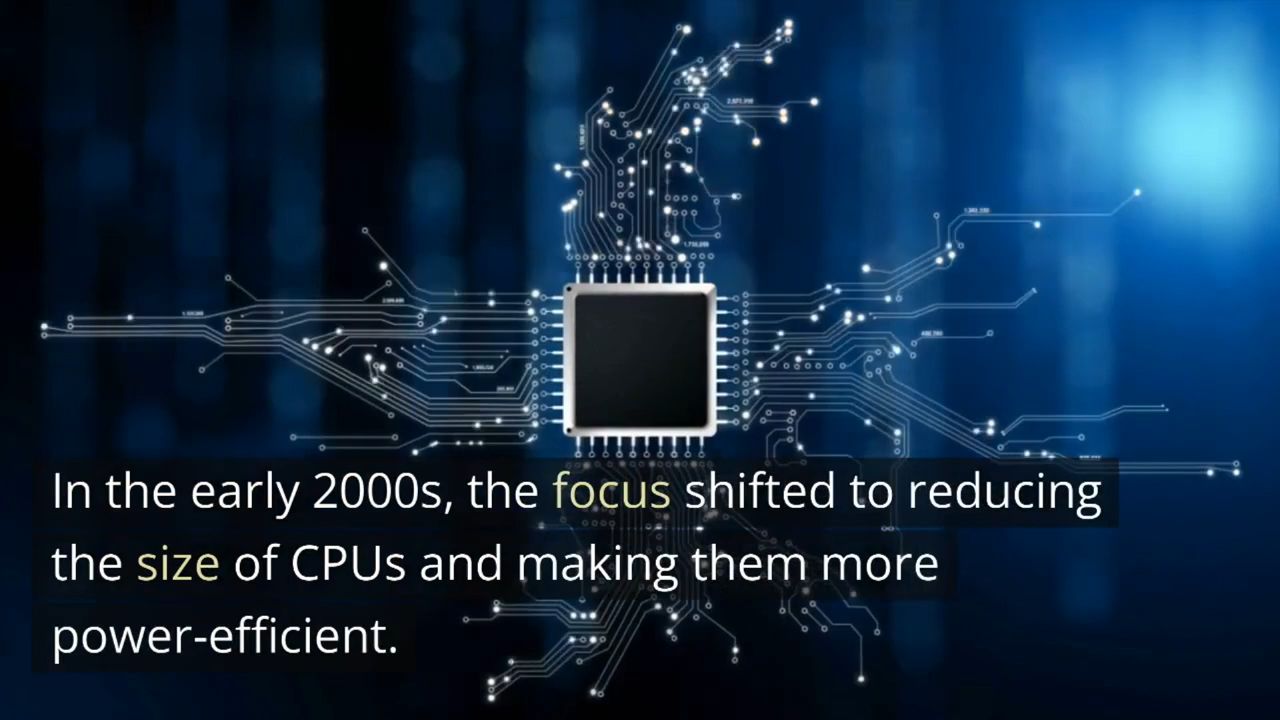 In the early 2000s, the focus shifted to reducing
the size of CPUs and making them more
power-efficient.